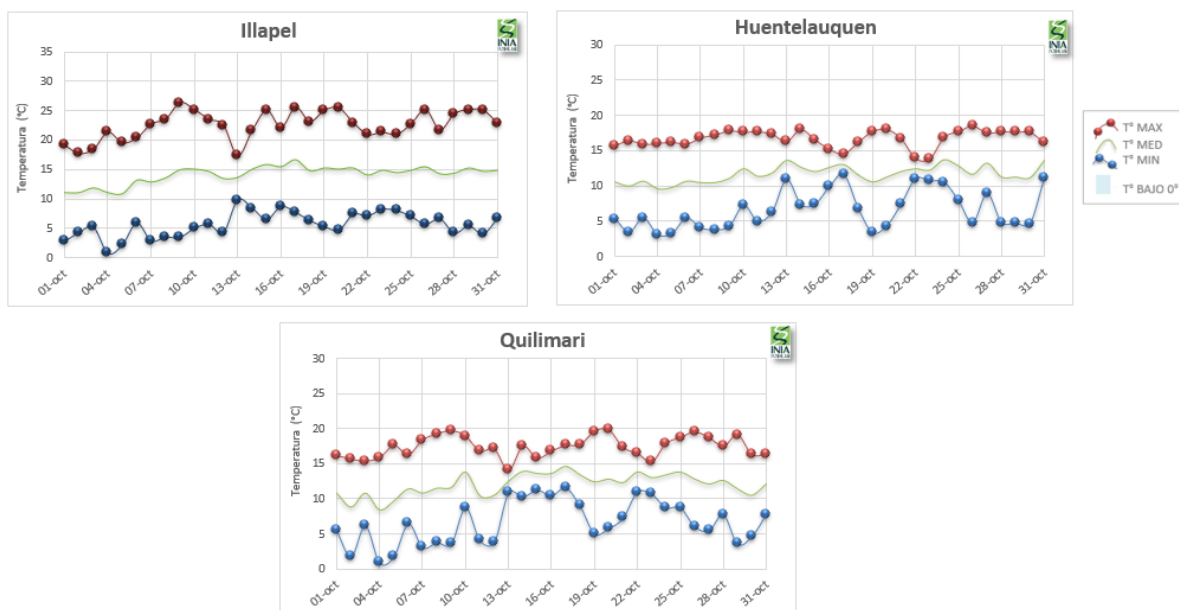 Illapel
INIA
Temperatura (°C)
35
30
25
20
15
10
5
0
01-oct
04-oct
07-oct
10-oct
13-oct
16-oct
19-oct
22-oct
25-oct
28-oct
31-oct
Huentelauquen
INIA
30
25
20
15
10
5
0
Temperatura (°C)
01-oct
04-oct
07-oct
10-oct
13-oct
16-oct
19-oct
22-oct
25-oct
28-oct
31-oct
T° MAX
T° MED
T° MIN
T° BAJO 0°
Quilimari
INIA
30
25
20
15
10
5
0
Temperatura (°C)
01-oct
04-oct
07-oct
10-oct
13-oct
16-oct
19-oct
22-oct
25-oct
28-oct
31-oct